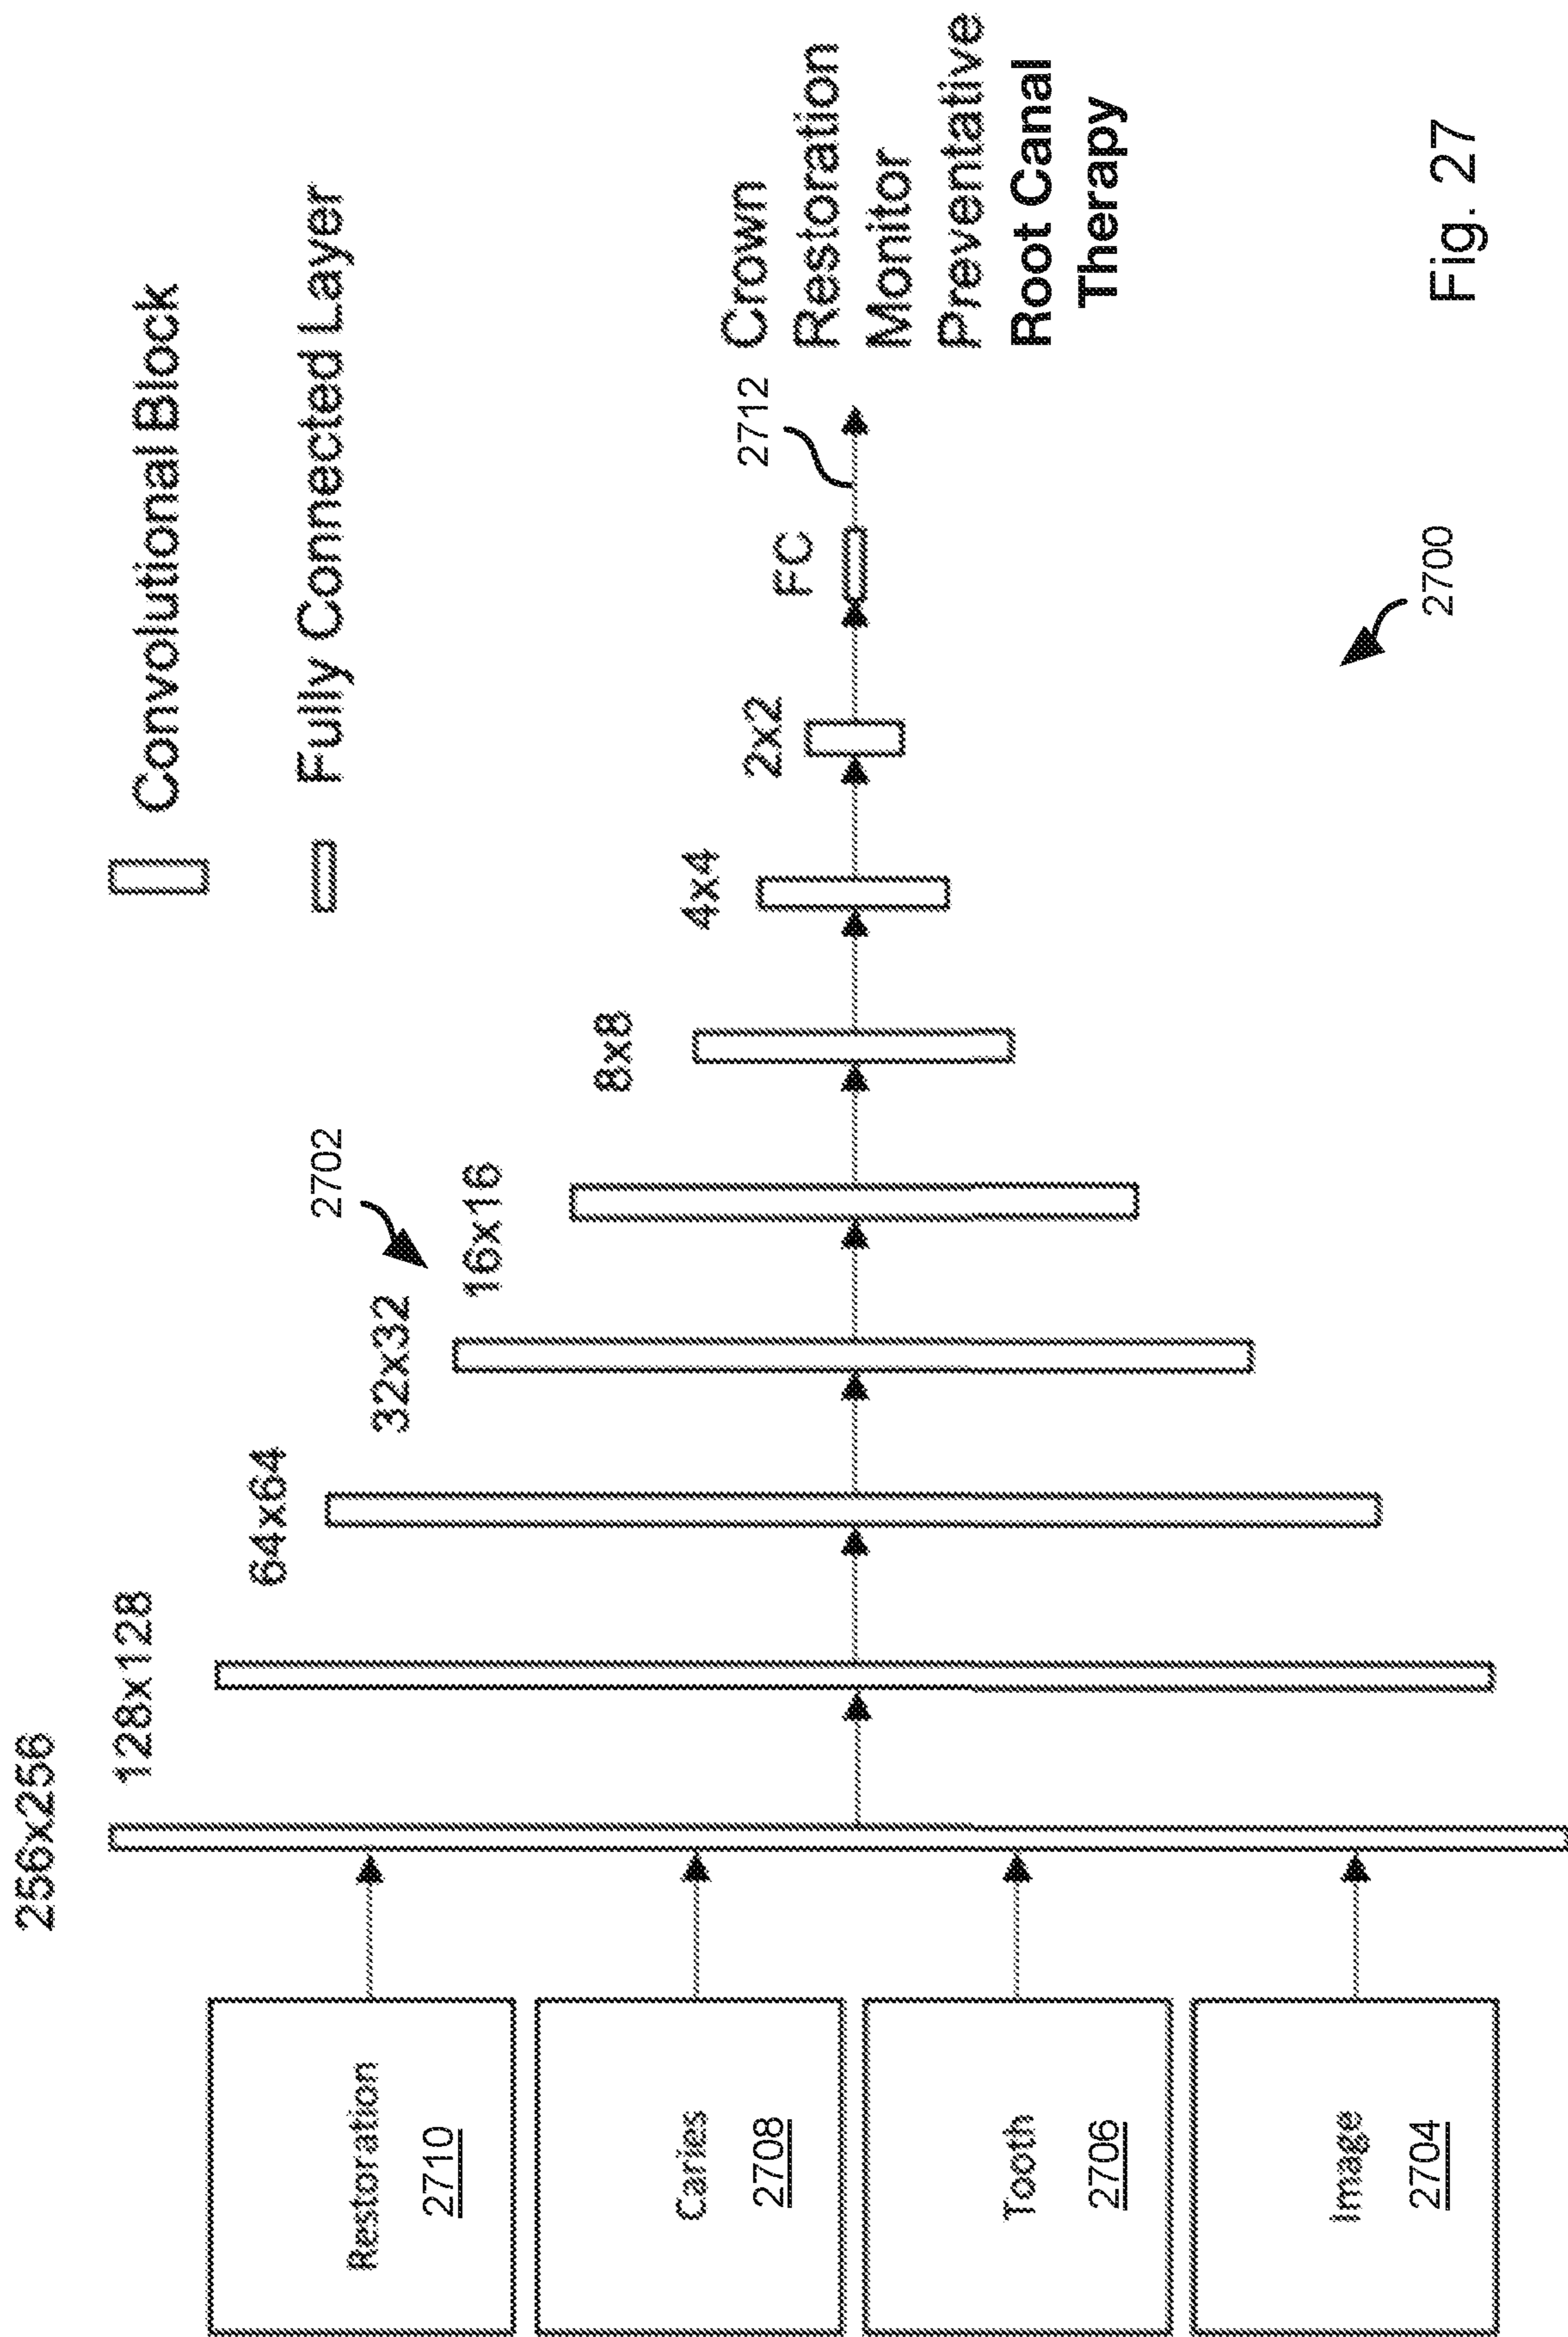 Convolutional Block
Fully Connected Layer
256x256
128x128
64x64
32x32
2702
16x16
8x8
4x4
2x2
FC
2712
Restoration
2710
Caries
2708
Tooth
2706
Image
2704
Crown
Restoration
Monitor
Preventative
Root Canal
Therapy
2700
Fig. 27